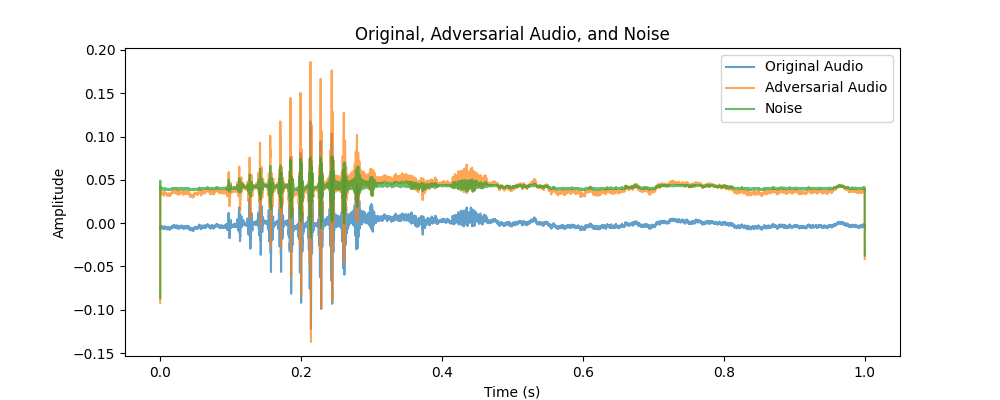 Original, Adversarial Audio, and Noise
0.20
0.15
0.10
0.05
0.00
−0.05
−0.10
−0.15
Amplitude
Original Audio
Adversarial Audio
Noise
0.0 0.2 0.4 0.6 0.8 1.0
Time (s)